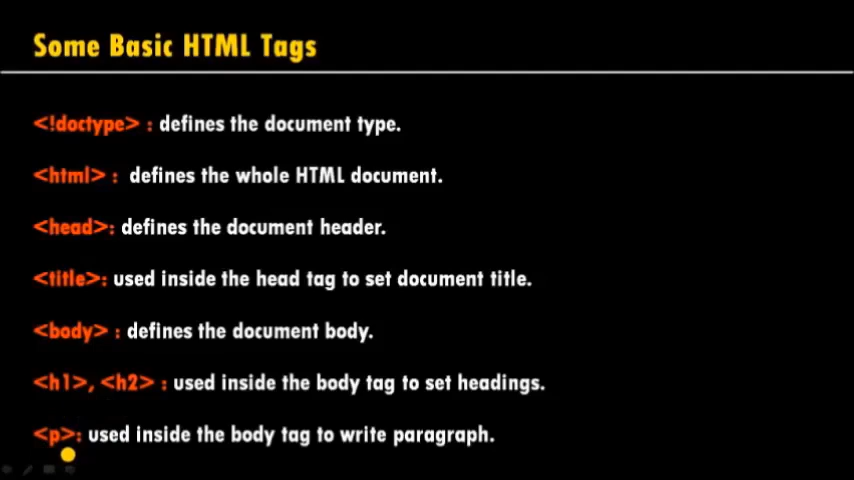 Some Basic HTML Tags
<!doctype> : defines the document type.
<html> : defines the whole HTML document.
<head>: defines the document header.
<title>: used inside the head tag to set document title.
<body> : defines the document body.
<h1>, <h2> : used inside the body tag to set headings.
<p>: used inside the body tag to write paragraph.